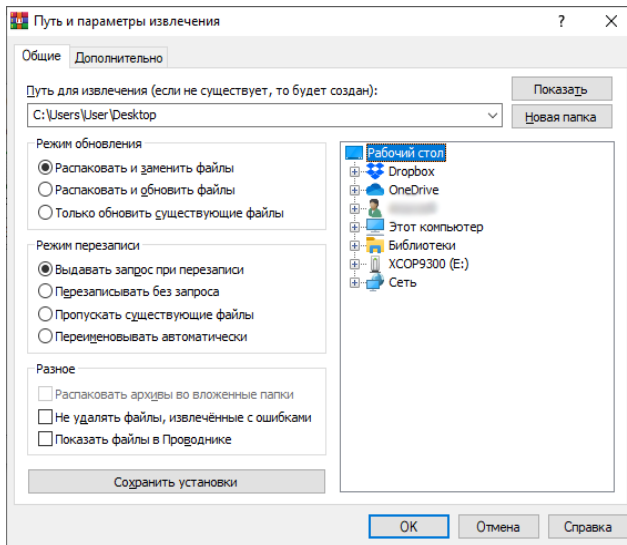 Путь и параметры извлечения
? ×
Общие Дополнительно
Путь для извлечения (если не существует, то будет создан):
Показать
C:\Users\User\Desktop
Новая папка
Режим обновления
Распаковать и заменить файлы
Распаковать и обновить файлы
Только обновить существующие файлы
Режим перезаписи
Выдавать запрос при перезаписи
Перезаписывать без запроса
Пропускать существующие файлы
Переименовывать автоматически
Разное
Распаковать архивы во вложенные папки
Не удалять файлы, извлечённые с ошибками
Показать файлы в Проводнике
Сохранить установки
Рабочий стол
Dropbox
OneDrive
Этот компьютер
Библиотеки
XCOP9300 (E:)
Сеть
OK Отмена Справка